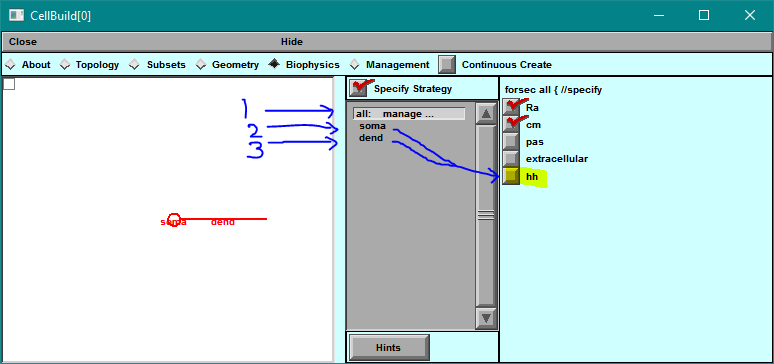 CellBuild[0]
Close Hide
About Topology Subsets Geometry Biophysics Management Continuous Create
Specify Strategy
all: manage ...
soma
dend
Hints
forsec all { //specify
Ra
cm
pas
extracellular
hh
1
2
3
soma dend